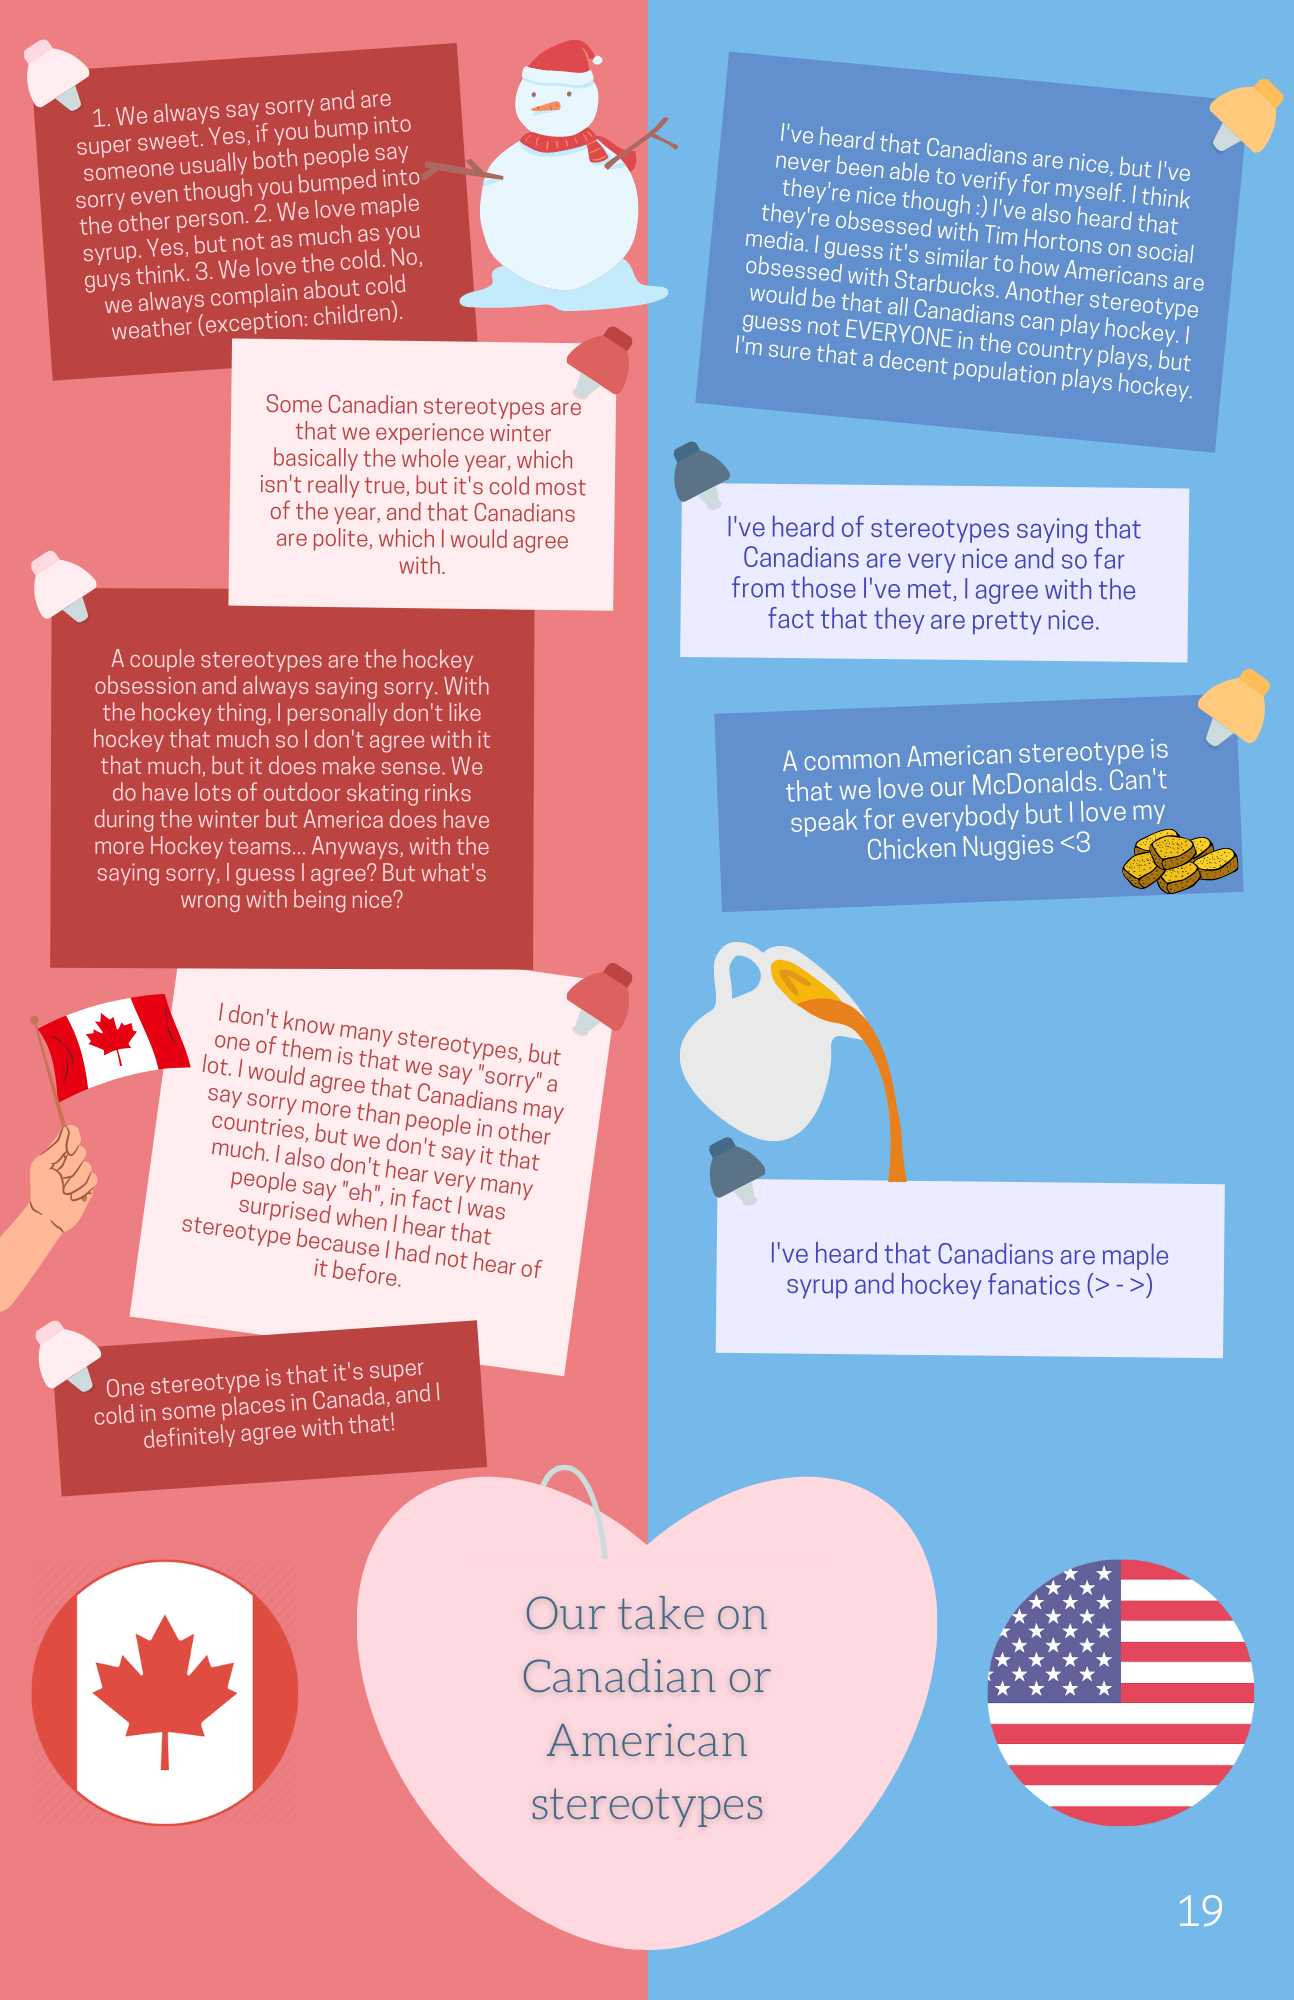 1. We always say sorry and are
super sweet. Yes, if you bump into
someone usually both people say
sorry even though you bumped into
the other person. 2. We love maple
syrup. Yes, but not as much as you
guys think. 3. We love the cold. No,
we always complain about cold
weather (exception: children).
Some Canadian stereotypes are
that we experience winter
basically the whole year, which
isn't really true, but it's cold most
of the year, and that Canadians
are polite, which I would agree
with.
A couple stereotypes are the hockey
obsession and always saying sorry. With
the hockey thing, I personally don't like
hockey that much so I don't agree with it
that much, but it does make sense. We
do have lots of outdoor skating rinks
during the winter but America does have
more Hockey teams... Anyways, with the
saying sorry, I guess I agree? But what's
wrong with being nice?
I don't know many stereotypes, but
one of them is that we say "sorry" a
lot. I would agree that Canadians may
say sorry more than people in other
countries, but we don't say it that
much. I also don't hear very many
people say "eh", in fact I was
surprised when I hear that
stereotype because I had not hear of
it before.
One stereotype is that it's super
cold in some places in Canada, and I
definitely agree with that!
I've heard that Canadians are nice, but I've
never been able to verify for myself. I think
they're nice though :) I've also heard that
they're obsessed with Tim Hortons on social
media. I guess it's similar to how Americans are
obsessed with Starbucks. Another stereotype
would be that all Canadians can play hockey. I
guess not EVERYONE in the country plays, but
I'm sure that a decent population plays hockey.
I've heard of stereotypes saying that
Canadians are very nice and so far
from those I've met, I agree with the
fact that they are pretty nice.
A common American stereotype is
that we love our McDonalds. Can't
speak for everybody but I love my
Chicken Nuggies <3
I've heard that Canadians are maple
syrup and hockey fanatics (> - >)
Our take on
Canadian or
American
stereotypes
19